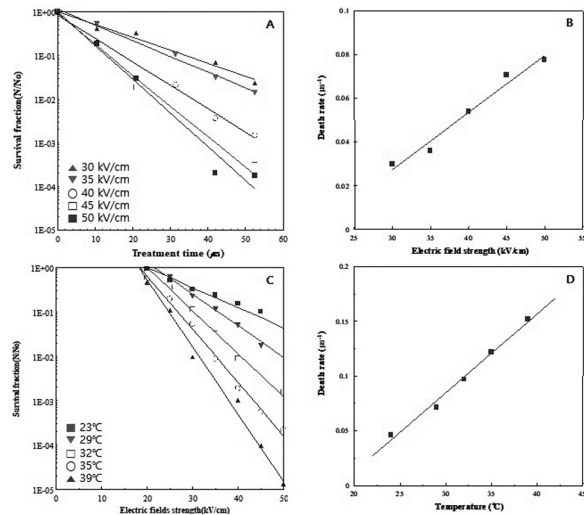 A
Survival fraction (N/No)
1.E+00
1E-01
1E-02
1E-03
1E-04
1E-05
30 kV/cm
35 kV/cm
40 kV/cm
45 kV/cm
50 kV/cm
0 10 20 30 40 50 60
Treatment time (μs)
B
Death rate (μs⁻¹)
0.1
0.08
0.06
0.04
0.02
0
25 30 35 40 45 50 55
Electric field strength (kV/cm)
C
Survival fraction(N/No)
1.E+00
1E-01
1E-02
1E-03
1E-04
1E-05
23℃
29℃
32℃
35℃
39℃
0 10 20 30 40 50
Electric fields strength(kV/cm)
D
Death rate (μs⁻¹)
0.2
0.15
0.1
0.05
0
20 25 30 35 40 45
Temperature (℃)